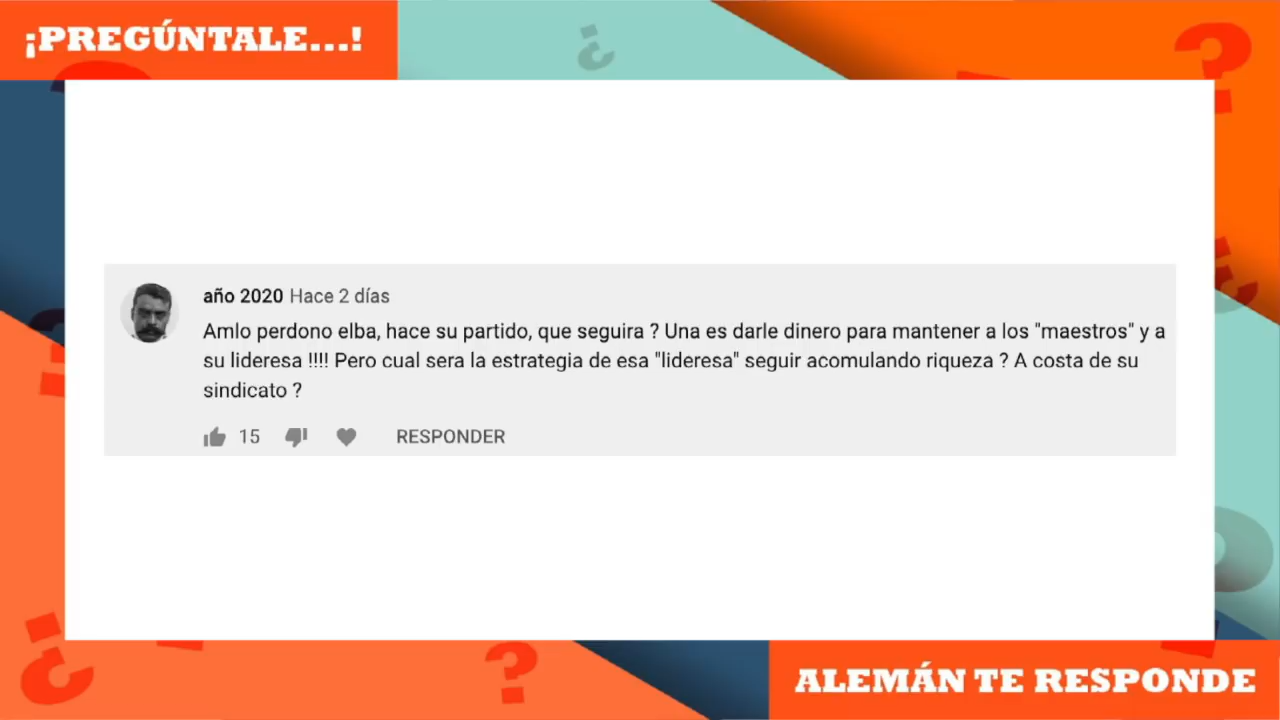 ¡PREGÚNTALE...!
año 2020 Hace 2 días
Amlo perdono elba, hace su partido, que seguira ? Una es darle dinero para mantener a los "maestros" y a
su lideresa !!!! Pero cual sera la estrategia de esa "lideresa" seguir acomulando riqueza ? A costa de su
sindicato ?
15 RESPONDER
ALEMÁN TE RESPONDE